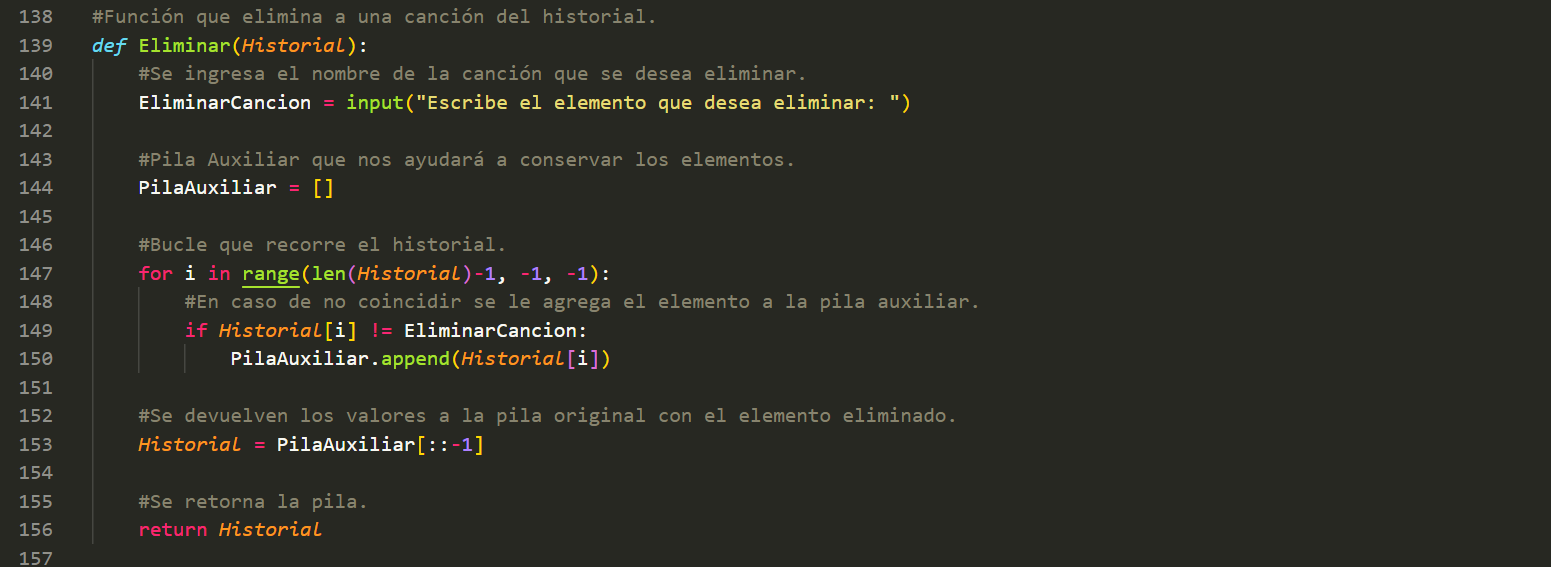 138 #Función que elimina a una canción del historial.
139 def Eliminar(Historial):
140     #Se ingresa el nombre de la canción que se desea eliminar.
141     EliminarCancion = input("Escribe el elemento que desea eliminar: ")
142
143     #Pila Auxiliar que nos ayudará a conservar los elementos.
144     PilaAuxiliar = []
145
146     #Bucle que recorre el historial.
147     for i in range(len(Historial)-1, -1, -1):
148         #En caso de no coincidir se le agrega el elemento a la pila auxiliar.
149         if Historial[i] != EliminarCancion:
150             PilaAuxiliar.append(Historial[i])
151
152     #Se devuelven los valores a la pila original con el elemento eliminado.
153     Historial = PilaAuxiliar[::-1]
154
155     #Se retorna la pila.
156     return Historial
157